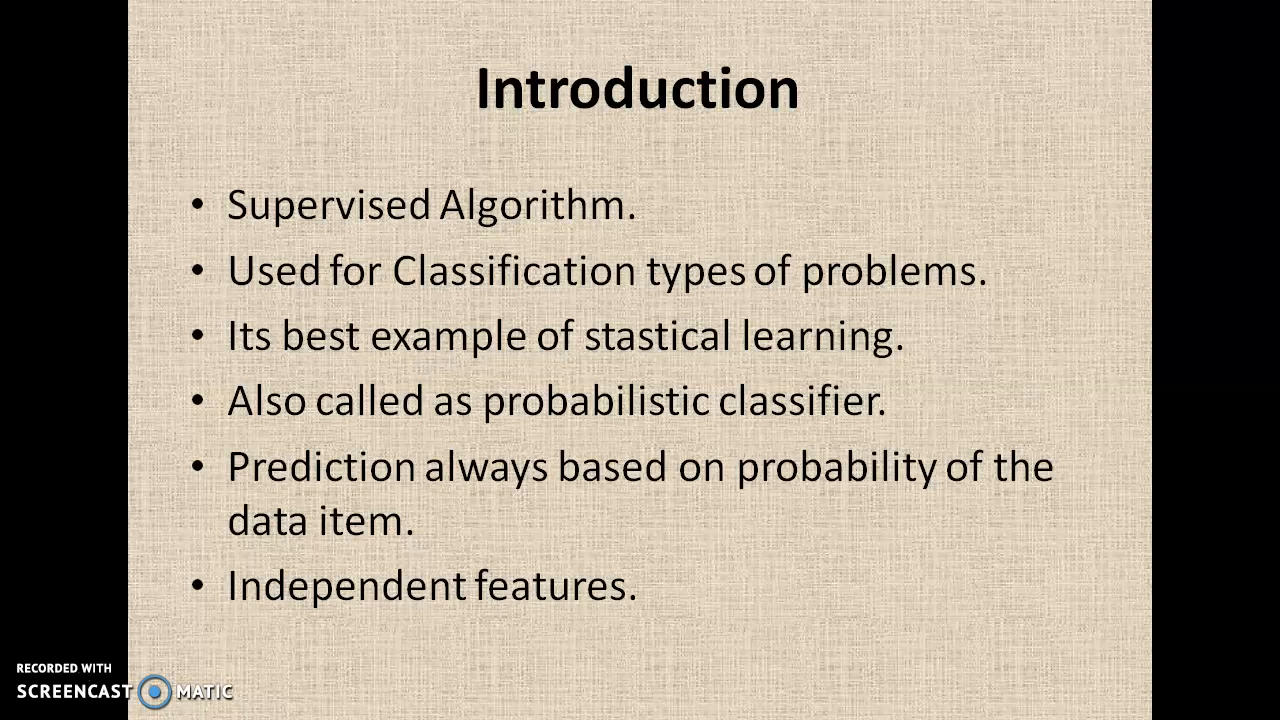 Introduction
• Supervised Algorithm.
• Used for Classification types of problems.
• Its best example of stastical learning.
• Also called as probabilistic classifier.
• Prediction always based on probability of the
data item.
• Independent features.
RECORDED WITH
SCREENCAST MATIC